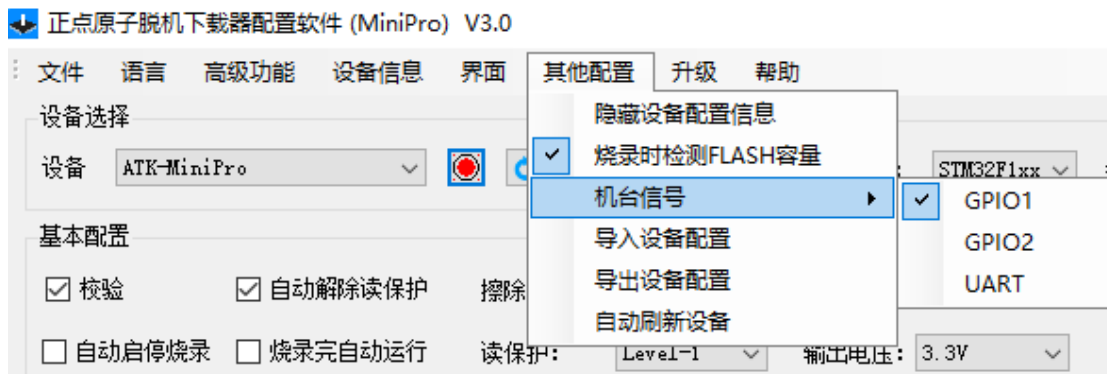 正点原子脱机下载器配置软件 (MiniPro) V3.0
文件 语言 高级功能 设备信息 界面 其他配置 升级 帮助
设备选择
隐藏设备配置信息
设备 ATK-MiniPro
烧录时检测FLASH容量
STM32F1xx
机台信号
GPIO1
基本配置
导入设备配置
GPIO2
校验 自动解除读保护 擦除
导出设备配置
UART
自动刷新设备
自动启停烧录 烧录完自动运行 读保护: Level-1 输出电压: 3.3V